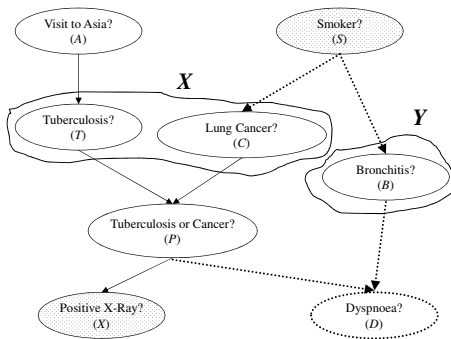 Visit to Asia?
(A)
Smoker?
(S)
X
Tuberculosis?
(T)
Lung Cancer?
(C)
Y
Bronchitis?
(B)
Tuberculosis or Cancer?
(P)
Positive X-Ray?
(X)
Dyspnoea?
(D)